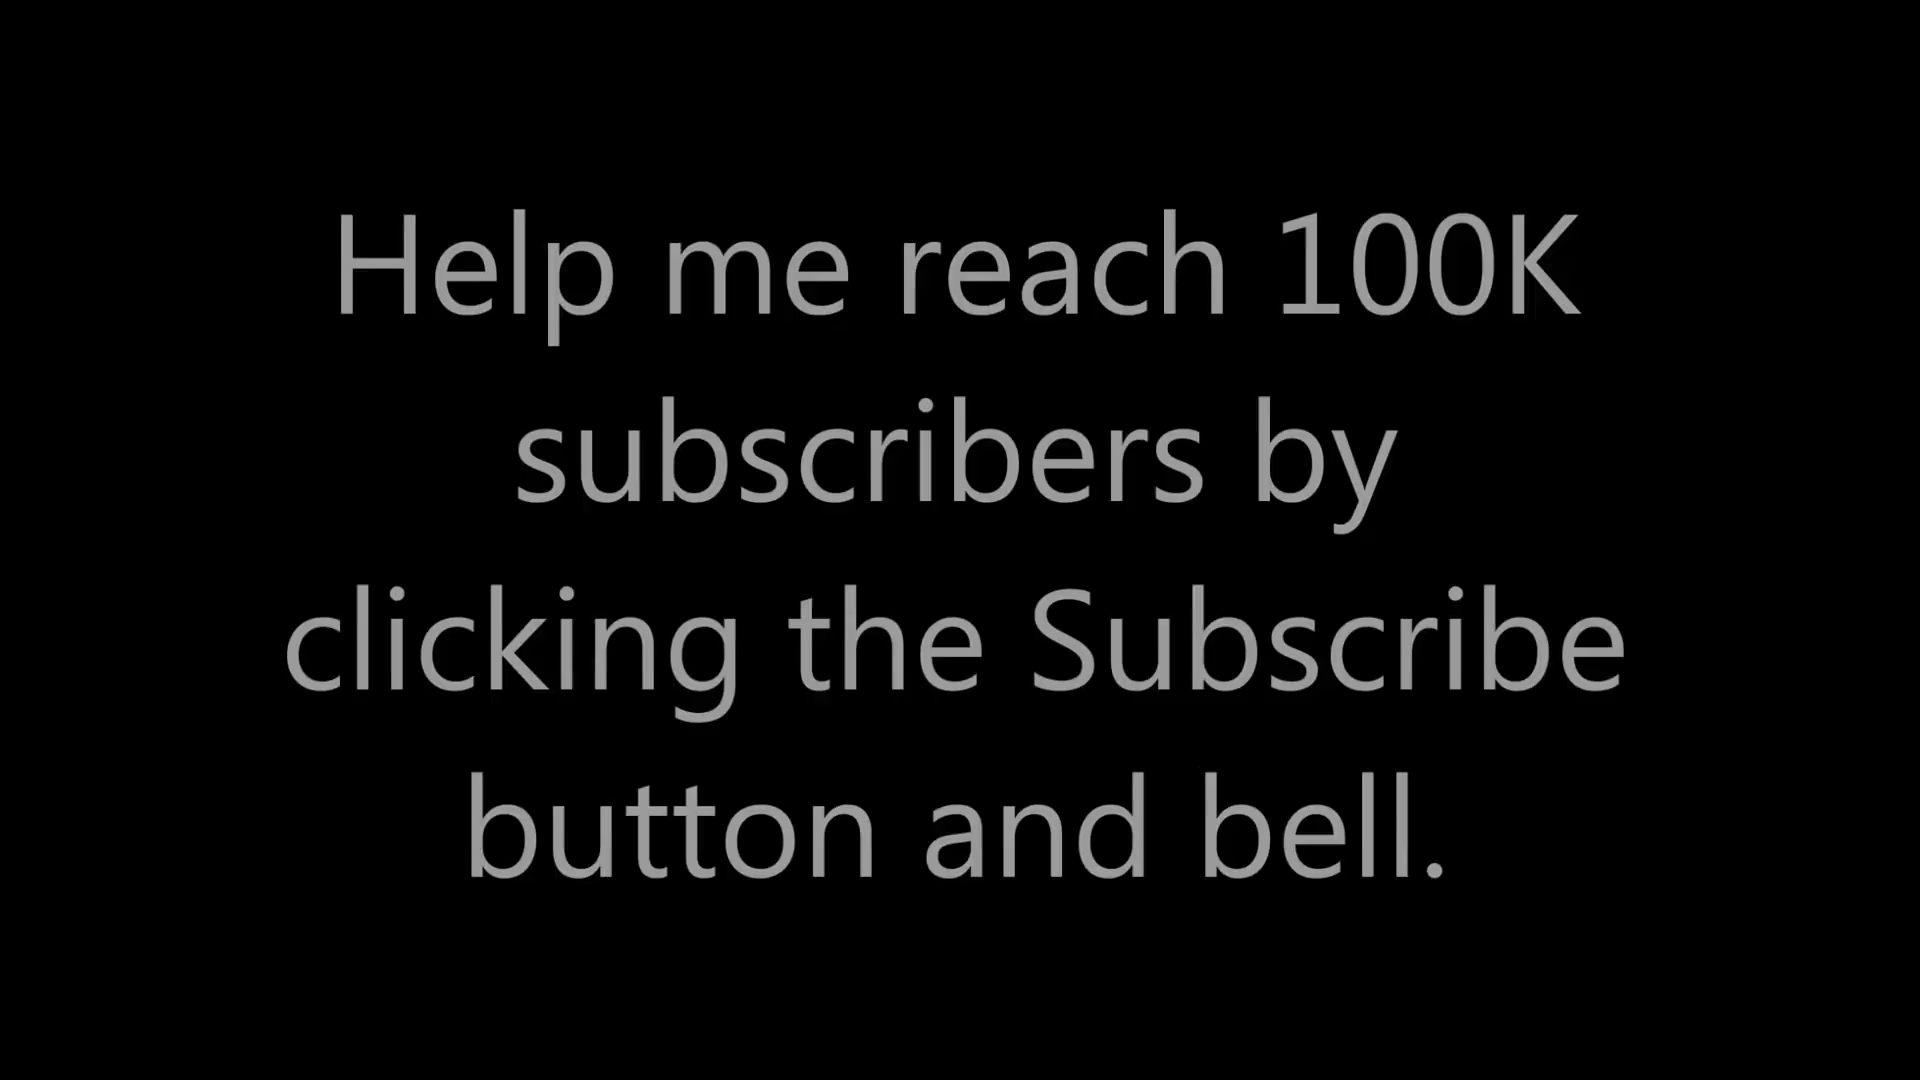 Help me reach 100K
subscribers by
clicking the Subscribe
button and bell.